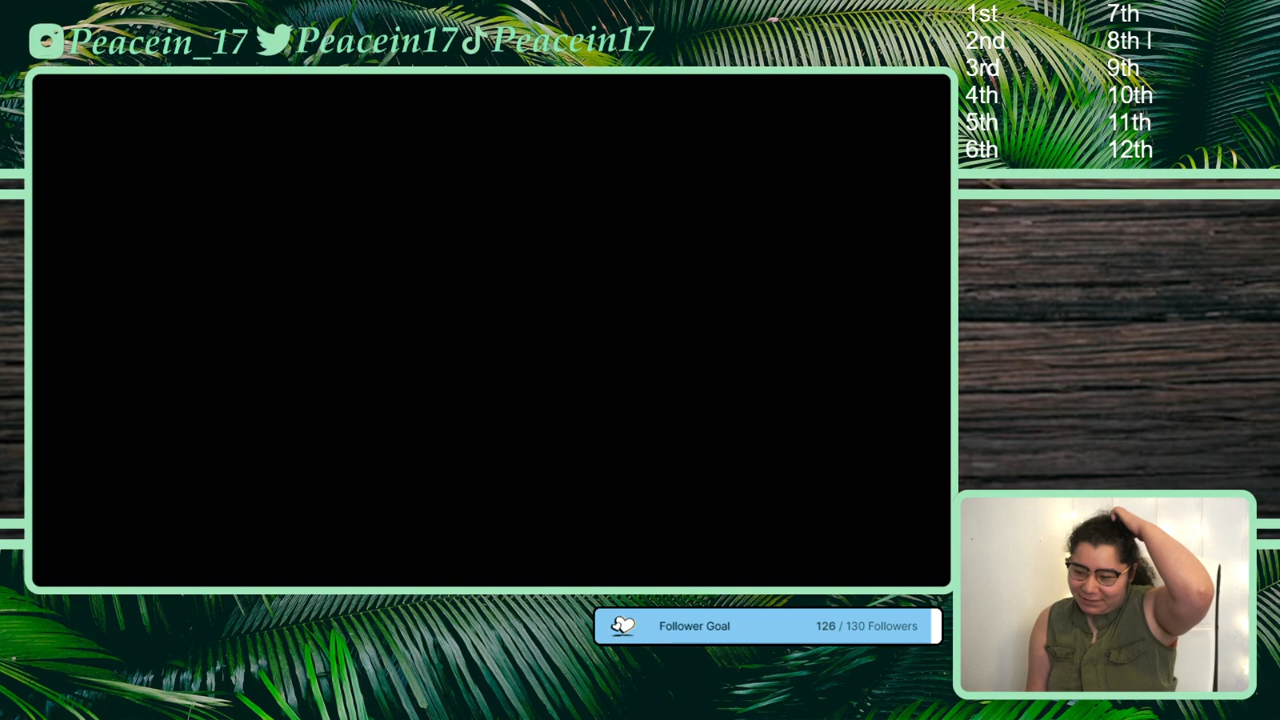 Peacein_17 Peacein17 Peacein17
1st
2nd
3rd
4th
5th
6th
7th
8th l
9th
10th
11th
12th
Follower Goal 126 / 130 Followers